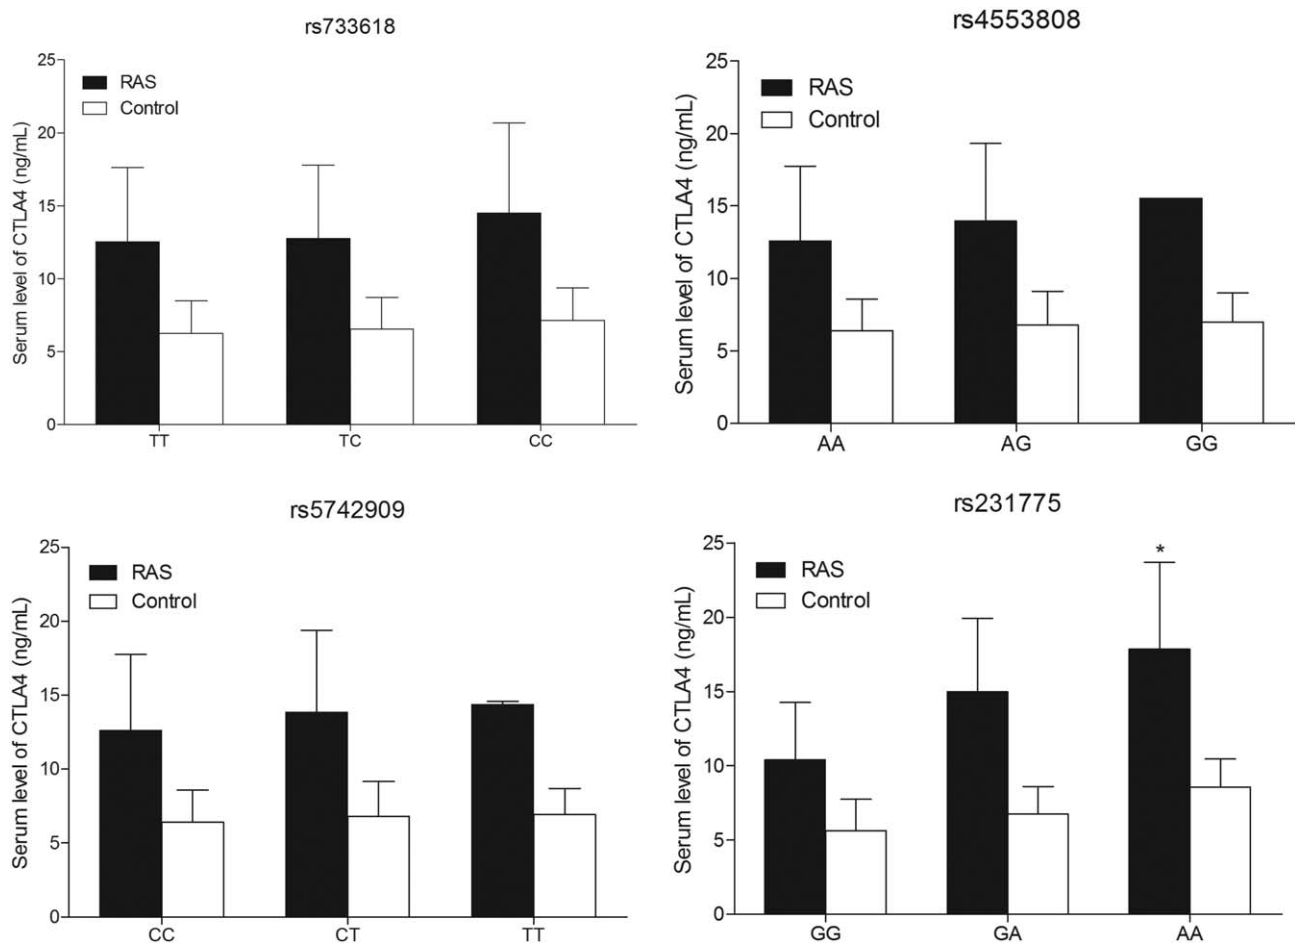 rs733618
RAS
Control
Serum level of CTLA4 (ng/mL)
25
20
15
10
5
0
TT
TC
CC
rs4553808
RAS
Control
Serum level of CTLA4 (ng/mL)
25
20
15
10
5
0
AA
AG
GG
rs5742909
RAS
Control
Serum level of CTLA4 (ng/mL)
25
20
15
10
5
0
CC
CT
TT
rs231775
RAS
Control
*
Serum level of CTLA4 (ng/mL)
25
20
15
10
5
0
GG
GA
AA